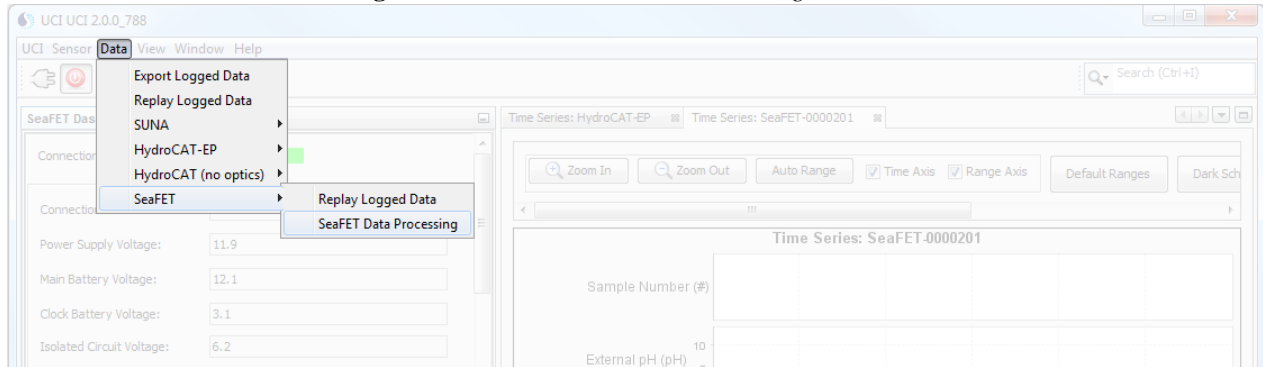 UCI UCI 2.0.0_788
UCI Sensor Data View Window Help
Search (Ctrl+I)
Export Logged Data
Replay Logged Data
SUNA
HydroCAT-EP
HydroCAT (no optics)
SeaFET
Replay Logged Data
SeaFET Data Processing
SeaFET Das
Connection
Connectio
Power Supply Voltage: 11.9
Main Battery Voltage: 12.1
Clock Battery Voltage: 3.1
Isolated Circuit Voltage: 6.2
Time Series: HydroCAT-EP Time Series: SeaFET-0000201
Zoom In Zoom Out Auto Range Time Axis Range Axis Default Ranges Dark Sch
Time Series: SeaFET-0000201
Sample Number (#)
10
External pH (pH)